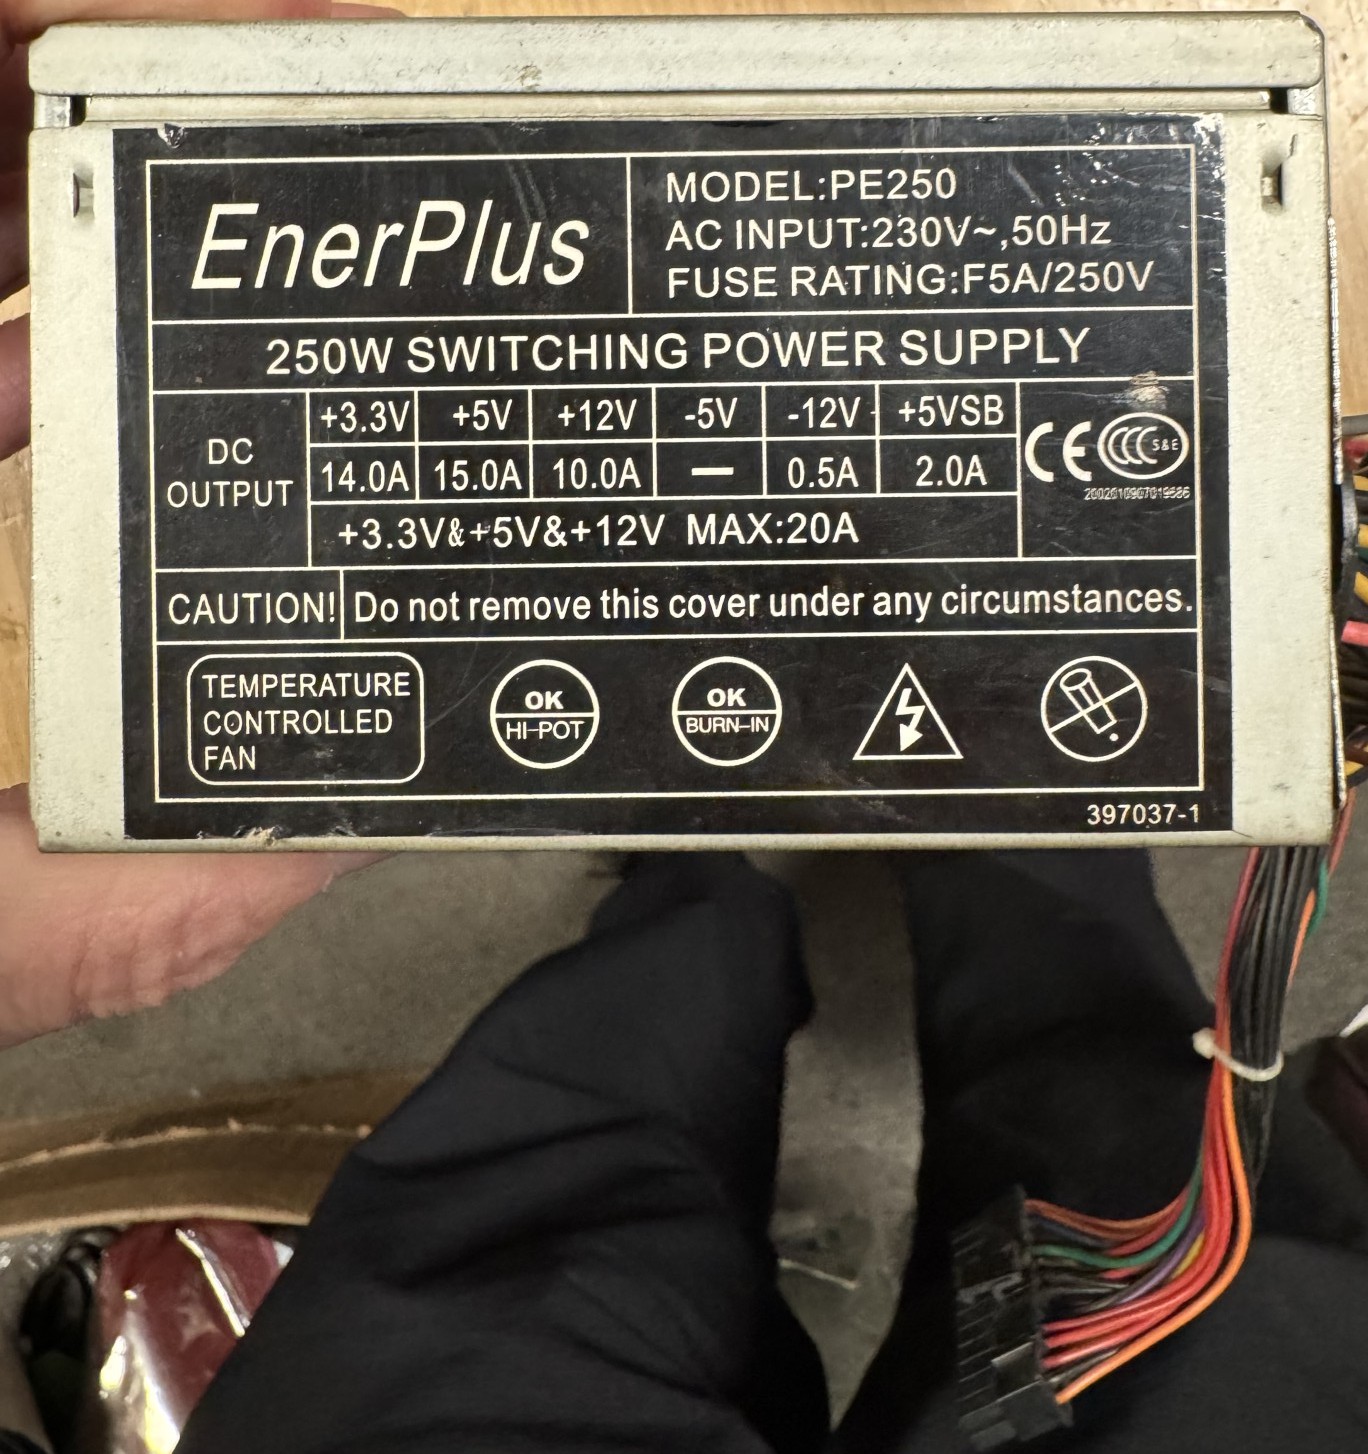 EnerPlus
MODEL:PE250
AC INPUT:230V~,50Hz
FUSE RATING:F5A/250V
250W SWITCHING POWER SUPPLY
DC OUTPUT
+3.3V +5V +12V -5V -12V +5VSB
14.0A 15.0A 10.0A — 0.5A 2.0A
+3.3V&+5V&+12V MAX:20A
CE CCC S&E
2002010907019686
CAUTION! Do not remove this cover under any circumstances.
TEMPERATURE
CONTROLLED
FAN
OK
HI-POT
OK
BURN-IN
397037-1